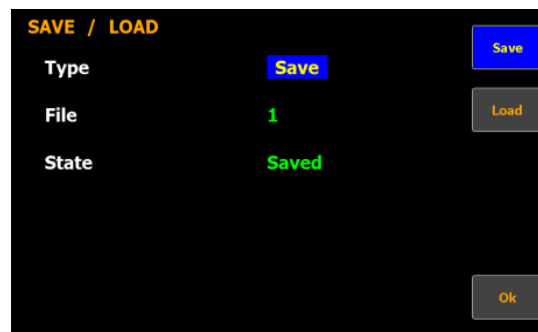 SAVE / LOAD
Type Save
File 1
State Saved
Save
Load
Ok